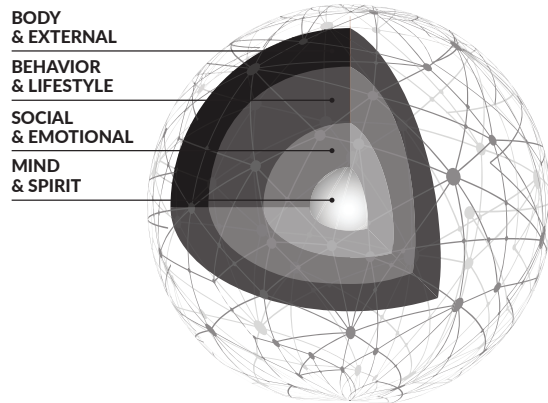 BODY
& EXTERNAL
BEHAVIOR
& LIFESTYLE
SOCIAL
& EMOTIONAL
MIND
& SPIRIT